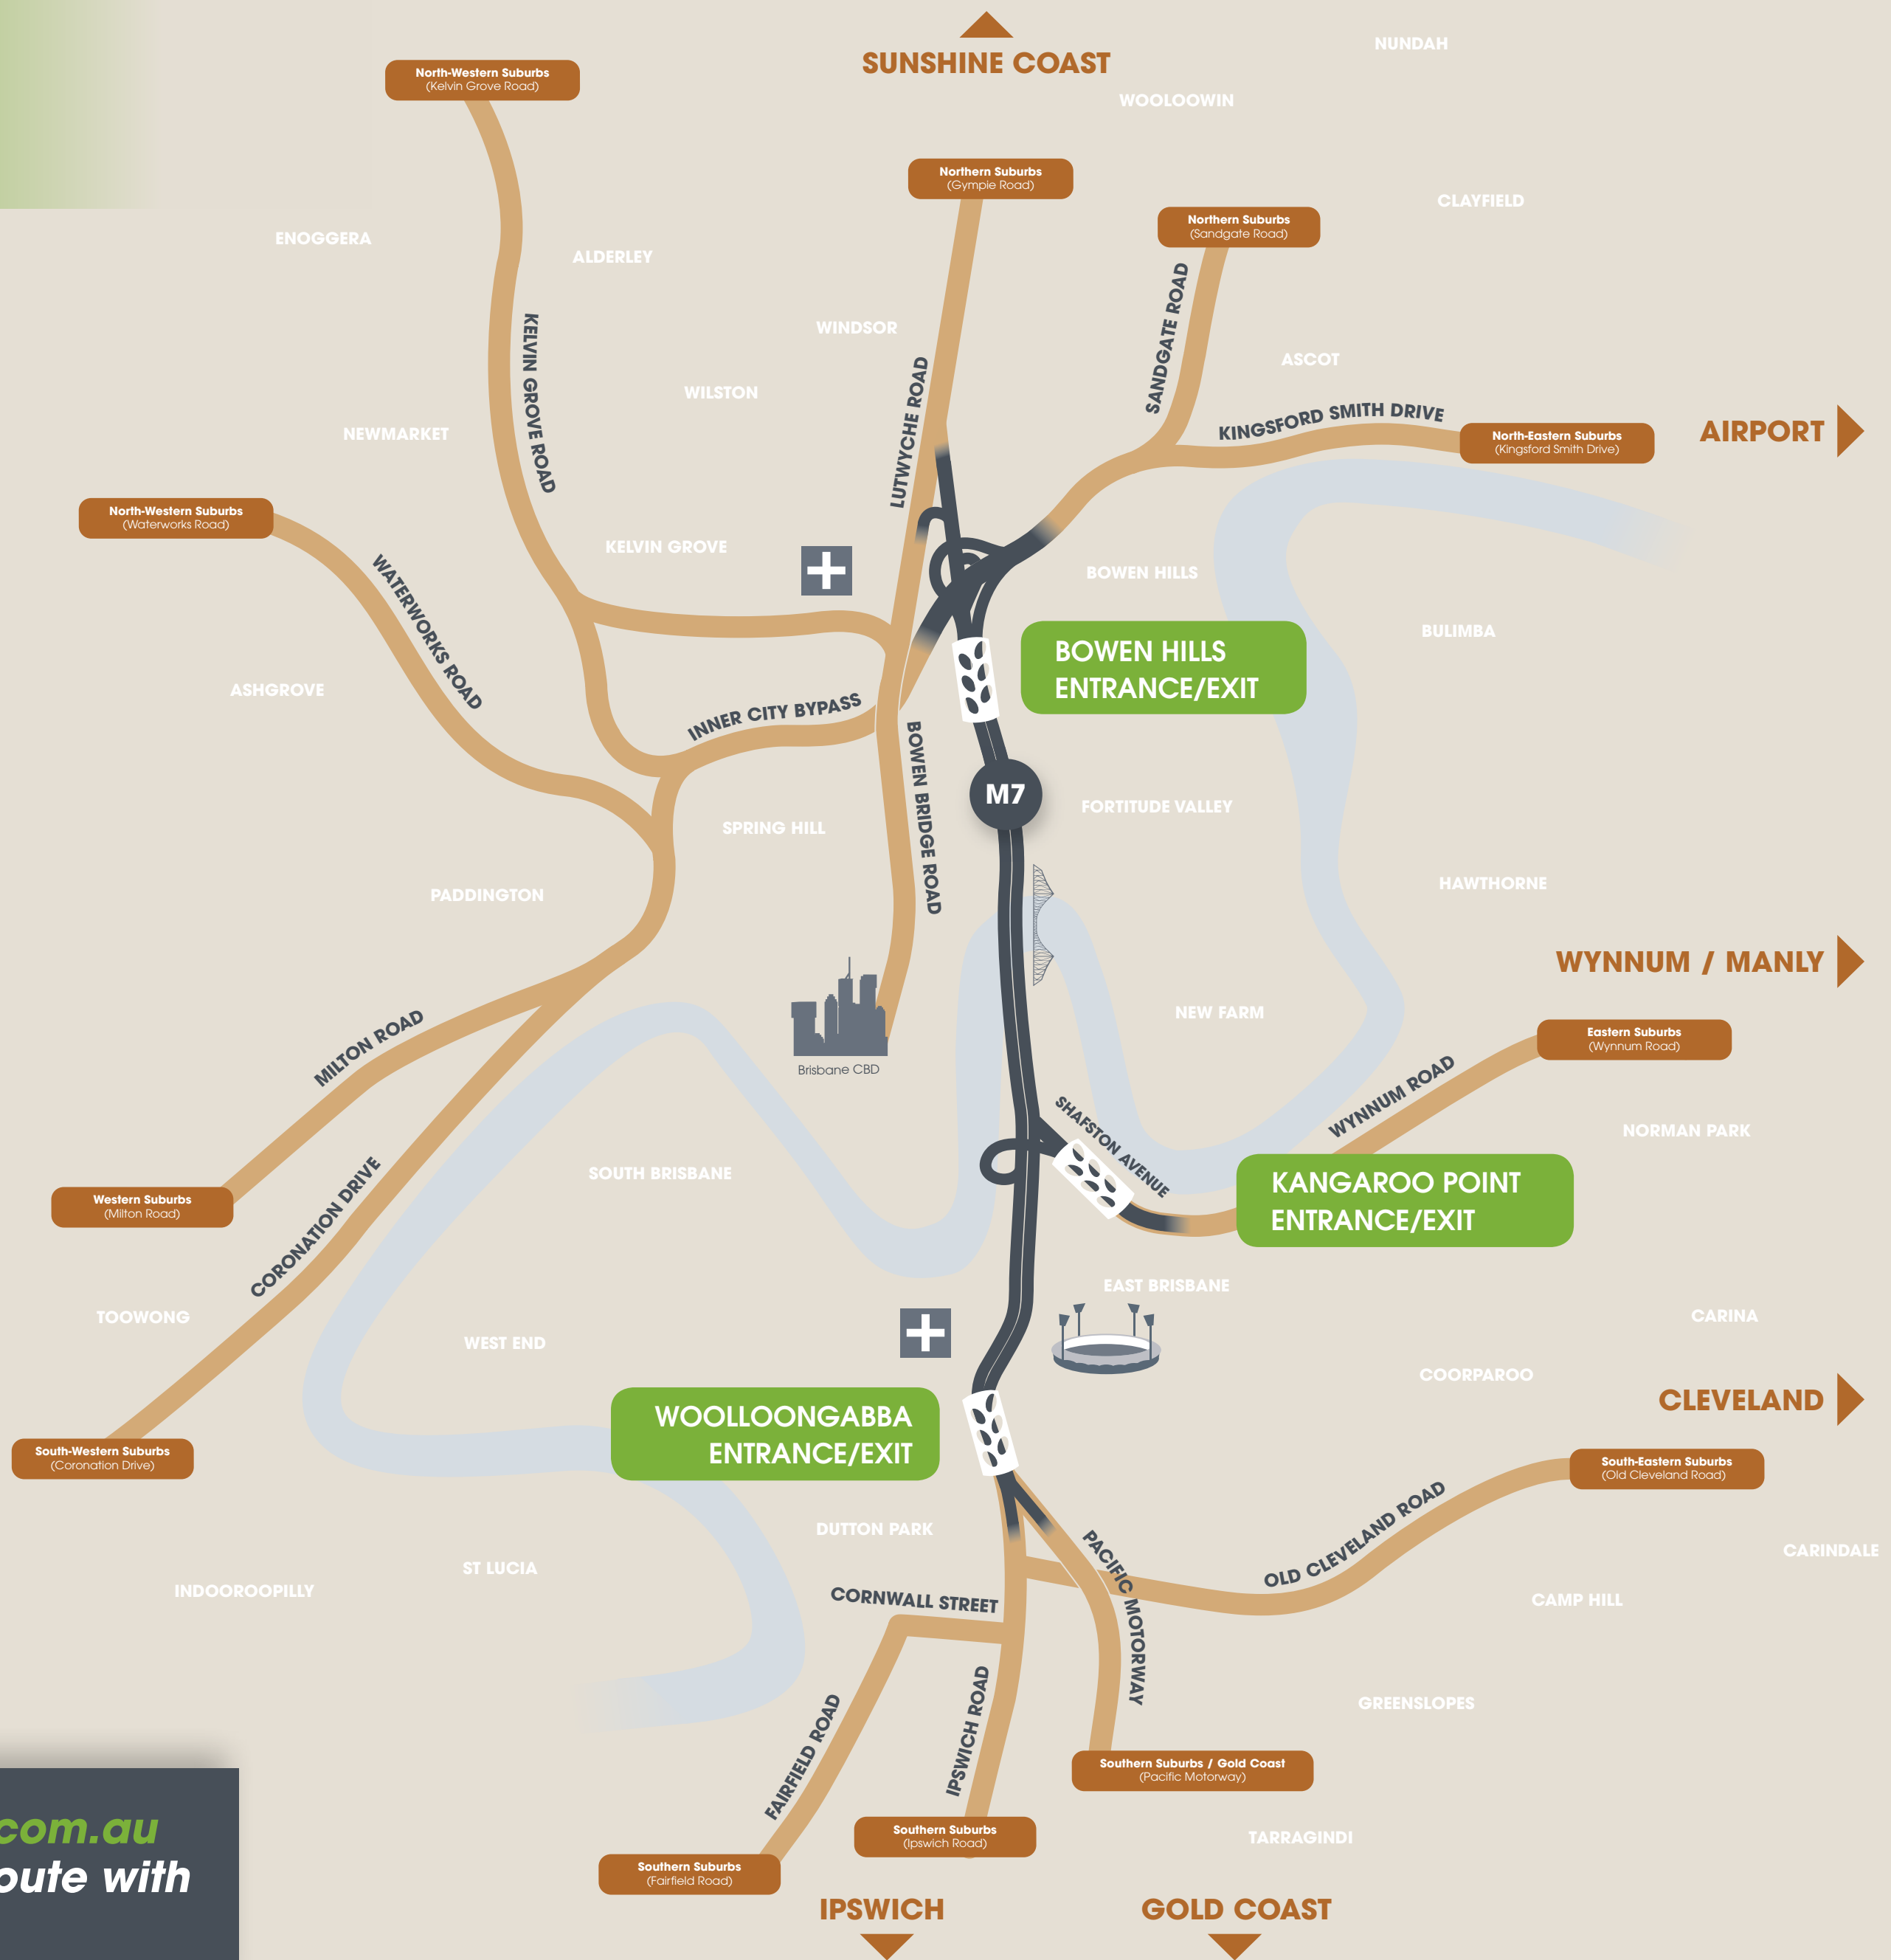 SUNSHINE COAST
NUNDAH
North-Western Suburbs
(Kelvin Grove Road)
WOOLOOWIN
Northern Suburbs
(Gympie Road)
CLAYFIELD
Northern Suburbs
(Sandgate Road)
ENOGGERA
ALDERLEY
SANDGATE ROAD
WINDSOR
KELVIN GROVE ROAD
ASCOT
LUTWYCHE ROAD
WILSTON
KINGSFORD SMITH DRIVE
AIRPORT
NEWMARKET
North-Eastern Suburbs
(Kingsford Smith Drive)
North-Western Suburbs
(Waterworks Road)
KELVIN GROVE
BOWEN HILLS
WATERWORKS ROAD
BULIMBA
BOWEN HILLS
ENTRANCE/EXIT
ASHGROVE
INNER CITY BYPASS
BOWEN BRIDGE ROAD
M7
FORTITUDE VALLEY
SPRING HILL
HAWTHORNE
PADDINGTON
WYNNUM / MANLY
NEW FARM
MILTON ROAD
Eastern Suburbs
(Wynnum Road)
Brisbane CBD
WYNNUM ROAD
SHAFSTON AVENUE
NORMAN PARK
SOUTH BRISBANE
KANGAROO POINT
ENTRANCE/EXIT
Western Suburbs
(Milton Road)
CORONATION DRIVE
EAST BRISBANE
TOOWONG
CARINA
WEST END
COORPAROO
CLEVELAND
WOOLLOONGABBA
ENTRANCE/EXIT
South-Western Suburbs
(Coronation Drive)
South-Eastern Suburbs
(Old Cleveland Road)
DUTTON PARK
OLD CLEVELAND ROAD
CARINDALE
ST LUCIA
PACIFIC MOTORWAY
INDOOROOPILLY
CORNWALL STREET
CAMP HILL
GREENSLOPES
IPSWICH ROAD
FAIRFIELD ROAD
Southern Suburbs / Gold Coast
(Pacific Motorway)
com.au
Southern Suburbs
(Ipswich Road)
TARRAGINDI
oute with
Southern Suburbs
(Fairfield Road)
IPSWICH
GOLD COAST